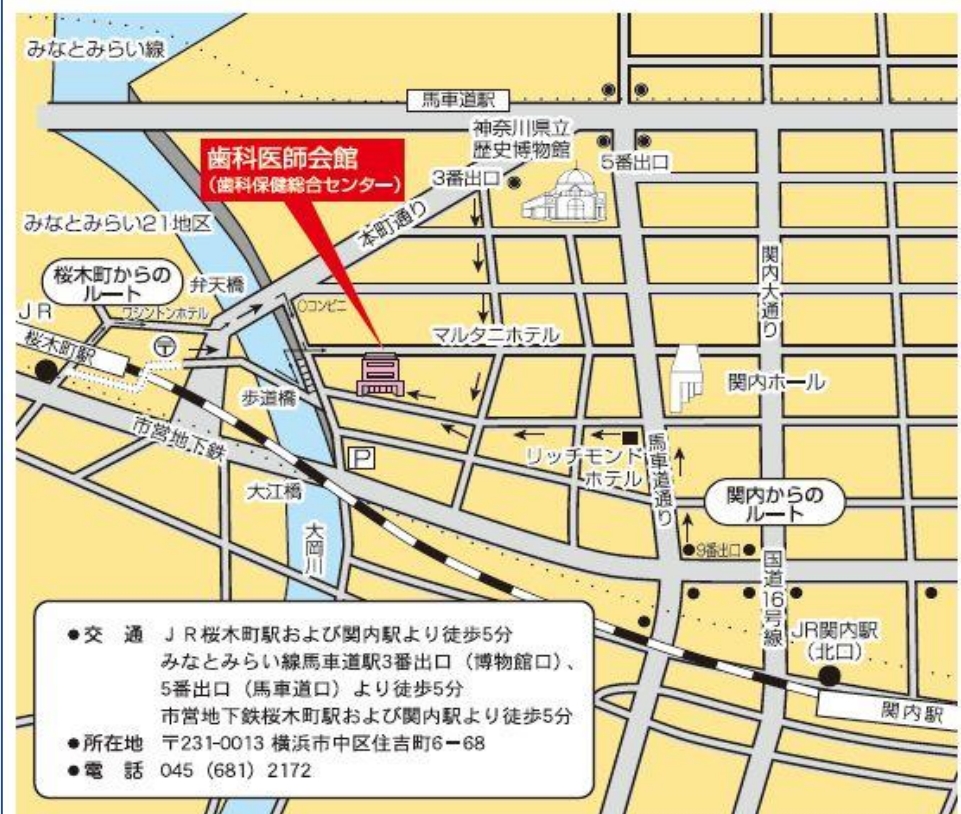 みなとみらい線
馬車道駅
神奈川県立
歴史博物館
5番出口
3番出口
歯科医師会館
(歯科保健総合センター)
みなとみらい21地区
本町通り
桜木町からの
ルート
弁天橋
ワシントンホテル
コンビニ
JR
桜木町駅
〒
マルタニホテル
関内大通り
関内ホール
歩道橋
市営地下鉄
P
大江橋
リッチモンド
ホテル
馬車道通り
関内からの
ルート
大岡川
9番出口
国道16号線
JR関内駅
(北口)
関内駅
●交 通 JR桜木町駅および関内駅より徒歩5分
みなとみらい線馬車道駅3番出口(博物館口)、
5番出口(馬車道口)より徒歩5分
市営地下鉄桜木町駅および関内駅より徒歩5分
●所在地 〒231-0013 横浜市中区住吉町6-68
●電 話 045(681)2172